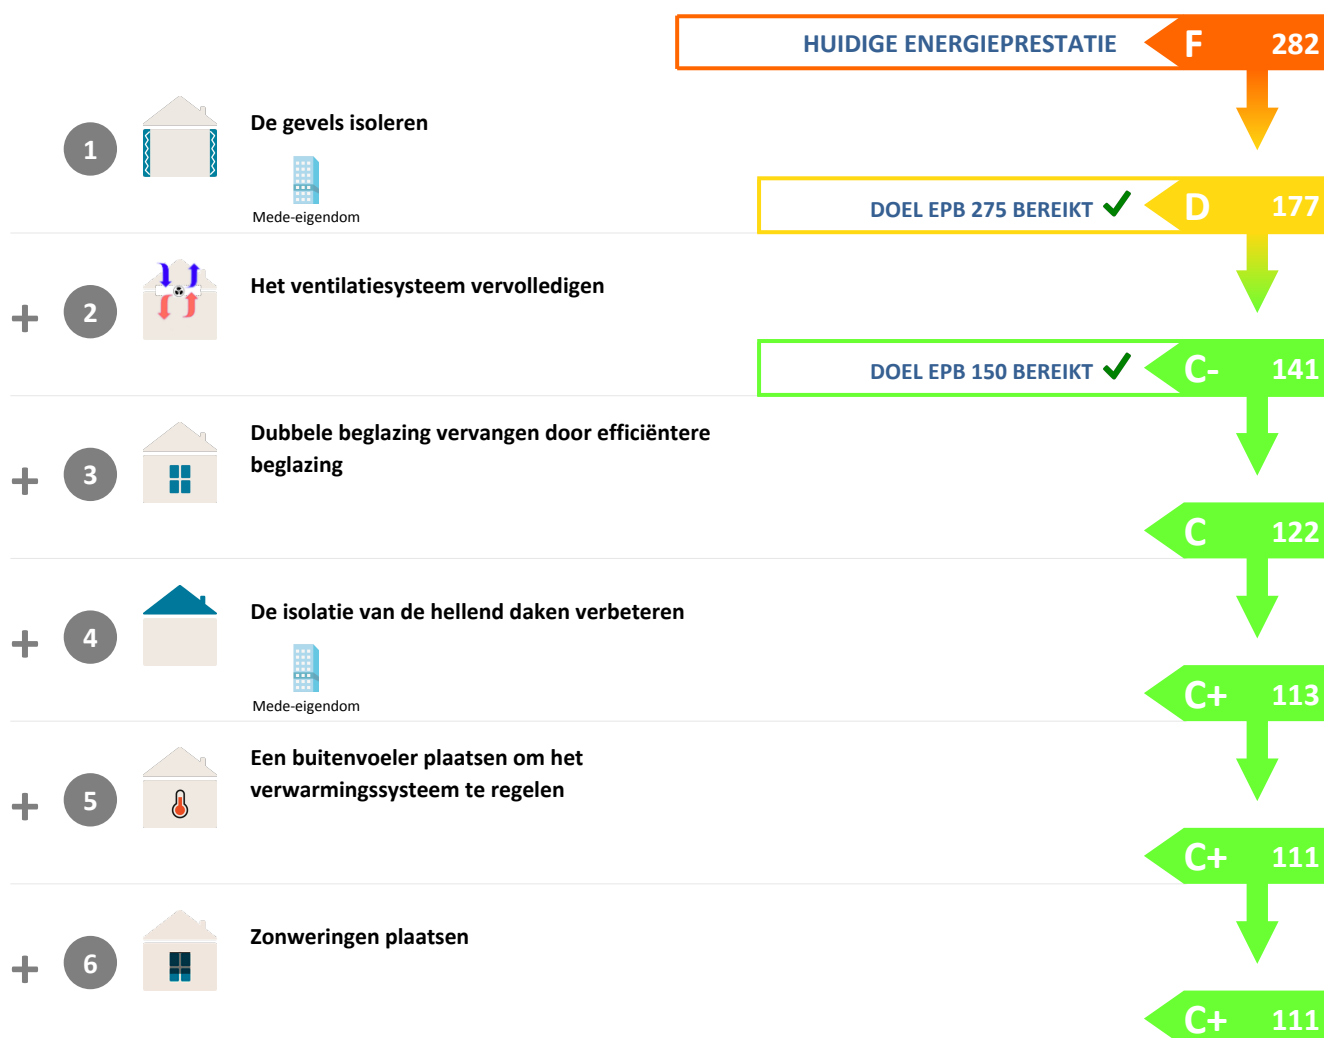 HUIDIGE ENERGIEPRESTATIE F 282
1 De gevels isoleren
Mede-eigendom
DOEL EPB 275 BEREIKT D 177
+ 2 Het ventilatiesysteem vervolledigen
DOEL EPB 150 BEREIKT C- 141
+ 3 Dubbele beglazing vervangen door efficiëntere
beglazing
C 122
+ 4 De isolatie van de hellend daken verbeteren
Mede-eigendom
C+ 113
+ 5 Een buitenvoeler plaatsen om het
verwarmingssysteem te regelen
C+ 111
+ 6 Zonweringen plaatsen
C+ 111